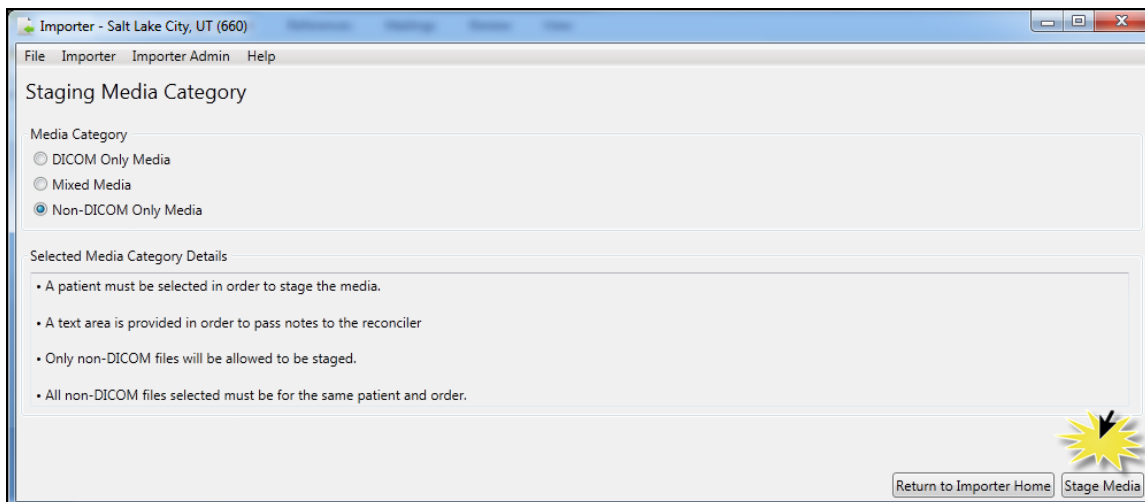 Importer - Salt Lake City, UT (660)
File Importer Importer Admin Help
Staging Media Category
Media Category
DICOM Only Media
Mixed Media
Non-DICOM Only Media
Selected Media Category Details
• A patient must be selected in order to stage the media.
• A text area is provided in order to pass notes to the reconciler
• Only non-DICOM files will be allowed to be staged.
• All non-DICOM files selected must be for the same patient and order.
Return to Importer Home Stage Media